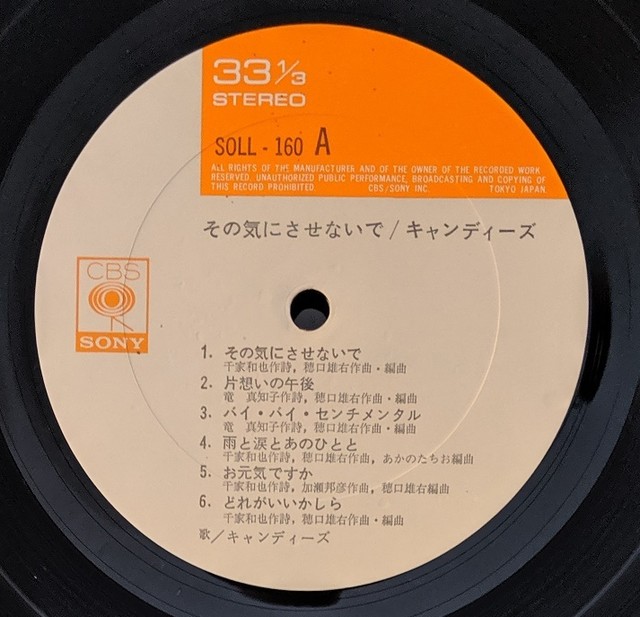 33 1/3
STEREO
SOLL - 160 A
ALL RIGHTS OF THE MANUFACTURER AND OF THE OWNER OF THE RECORDED WORK
RESERVED. UNAUTHORIZED PUBLIC PERFORMANCE, BROADCASTING AND COPYING OF
THIS RECORD PROHIBITED CBS/SONY INC. TOKYO JAPAN
その気にさせないで/キャンディーズ
CBS
SONY
1. その気にさせないで
千家和也作詩, 穂口雄右作曲・編曲
2. 片想いの午後
竜 真知子作詩, 穂口雄右作曲・編曲
3. バイ・バイ・センチメンタル
竜 真知子作詩, 穂口雄右作曲・編曲
4. 雨と涙とあのひとと
千家和也作詩, 穂口雄右作曲, あかのたちお編曲
5. お元気ですか
千家和也作詩, 加瀬邦彦作曲, 穂口雄右編曲
6. どれがいいかしら
千家和也作詩, 穂口雄右作曲・編曲
歌/キャンディーズ